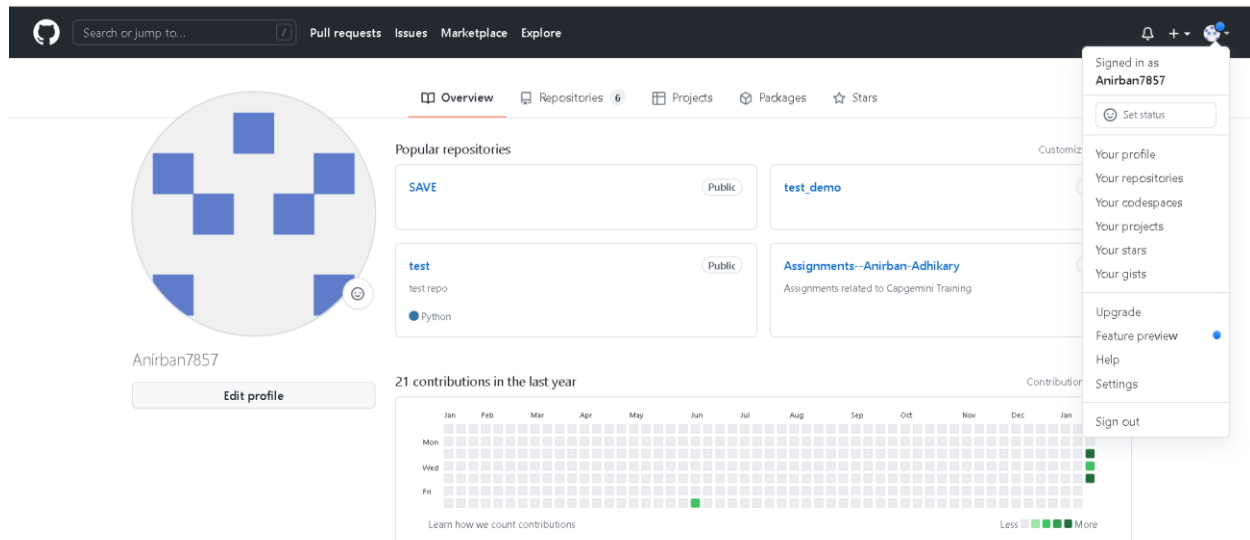 Search or jump to... /
Pull requests Issues Marketplace Explore
Signed in as
Anirban7857
Set status
Your profile
Your repositories
Your codespaces
Your projects
Your stars
Your gists
Upgrade
Feature preview
Help
Settings
Sign out
Overview Repositories 6 Projects Packages Stars
Anirban7857
Edit profile
Popular repositories
SAVE Public
test_demo
test Public
test repo
Python
Assignments--Anirban-Adhikary
Assignments related to Capgemini Training
21 contributions in the last year
Jan Feb Mar Apr May Jun Jul Aug Sep Oct Nov Dec Jan
Mon
Wed
Fri
Learn how we count contributions
Less More